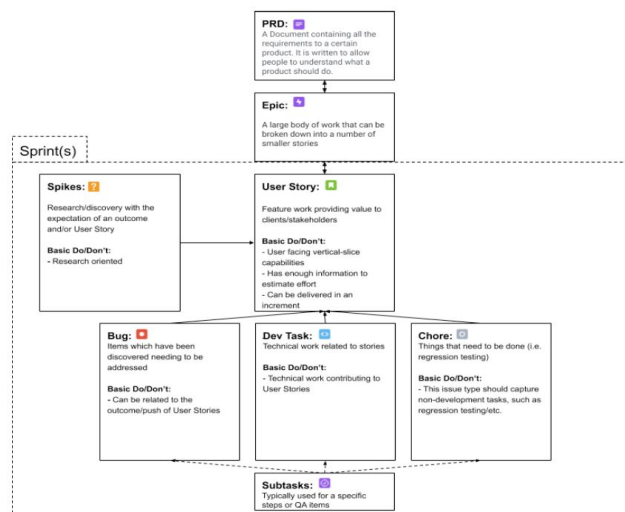 PRD:
A Document containing all the
requirements to a certain
product. It is written to allow
people to understand what a
product should do.
Epic:
A large body of work that can be
broken down into a number of
smaller stories
Sprint(s)
Spikes: ?
Research/discovery with the
expectation of an outcome
and/or User Story
Basic Do/Don't:
- Research oriented
User Story:
Feature work providing value to
clients/stakeholders
Basic Do/Don't:
- User facing vertical-slice
capabilities
- Has enough information to
estimate effort
- Can be delivered in an
increment
Bug:
Items which have been
discovered needing to be
addressed
Basic Do/Don't:
- Can be related to the
outcome/push of User Stories
Dev Task:
Technical work related to stories
Basic Do/Don't:
- Technical work contributing to
User Stories
Chore:
Things that need to be done (i.e.
regression testing)
Basic Do/Don't:
- This issue type should capture
non-development tasks, such as
regression testing/etc.
Subtasks:
Typically used for a specific
steps or QA items